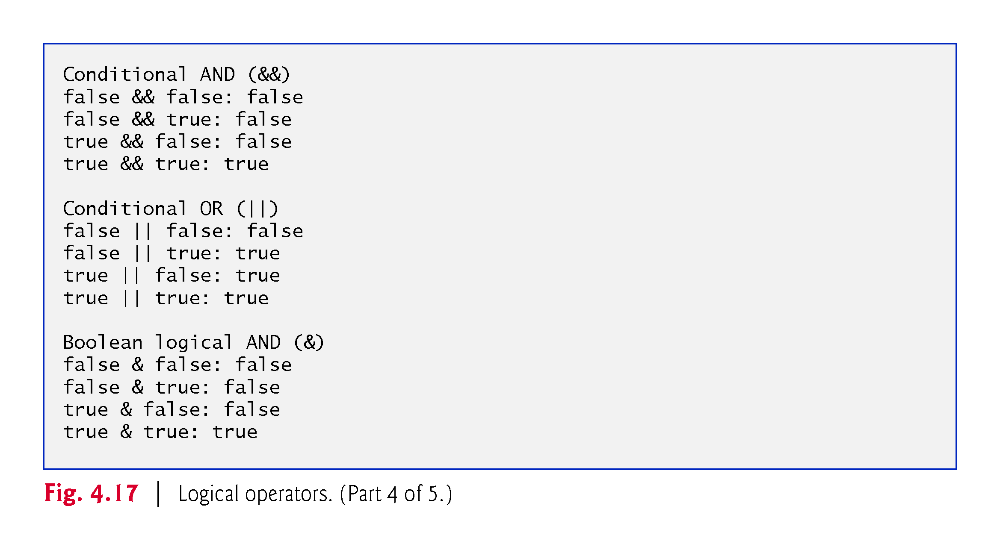 Conditional AND (&&)
false && false: false
false && true: false
true && false: false
true && true: true
Conditional OR (||)
false || false: false
false || true: true
true || false: true
true || true: true
Boolean logical AND (&)
false & false: false
false & true: false
true & false: false
true & true: true
Fig. 4.17 | Logical operators. (Part 4 of 5.)